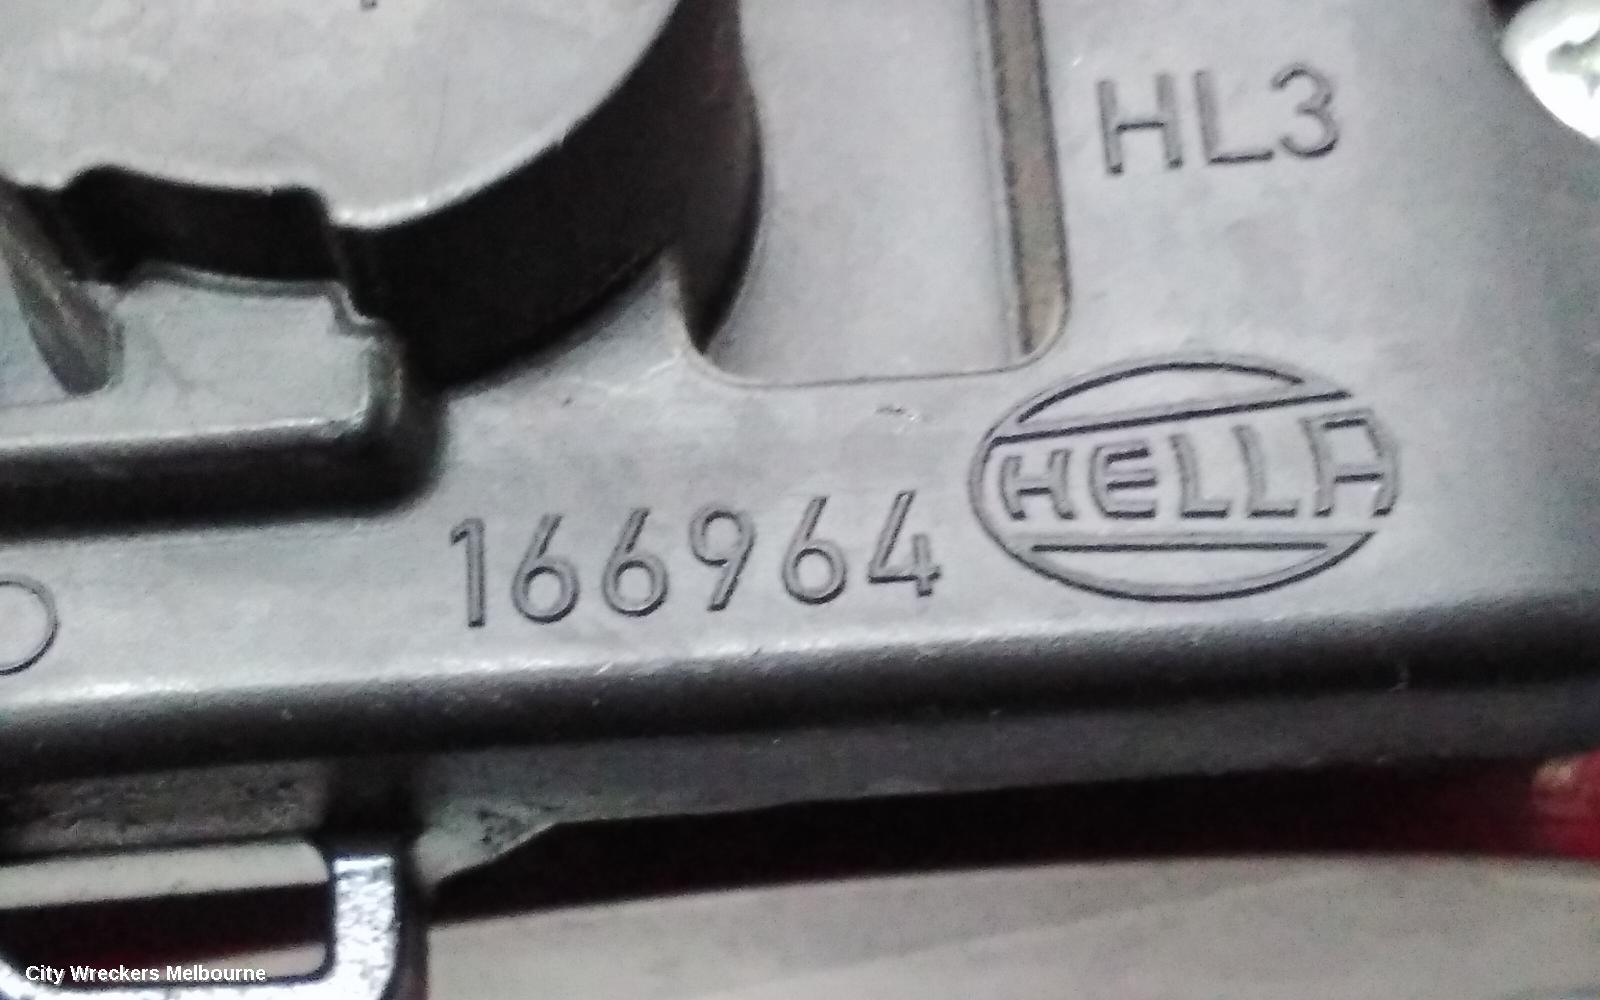 HL3
HELLA
166964
City Wreckers Melbourne